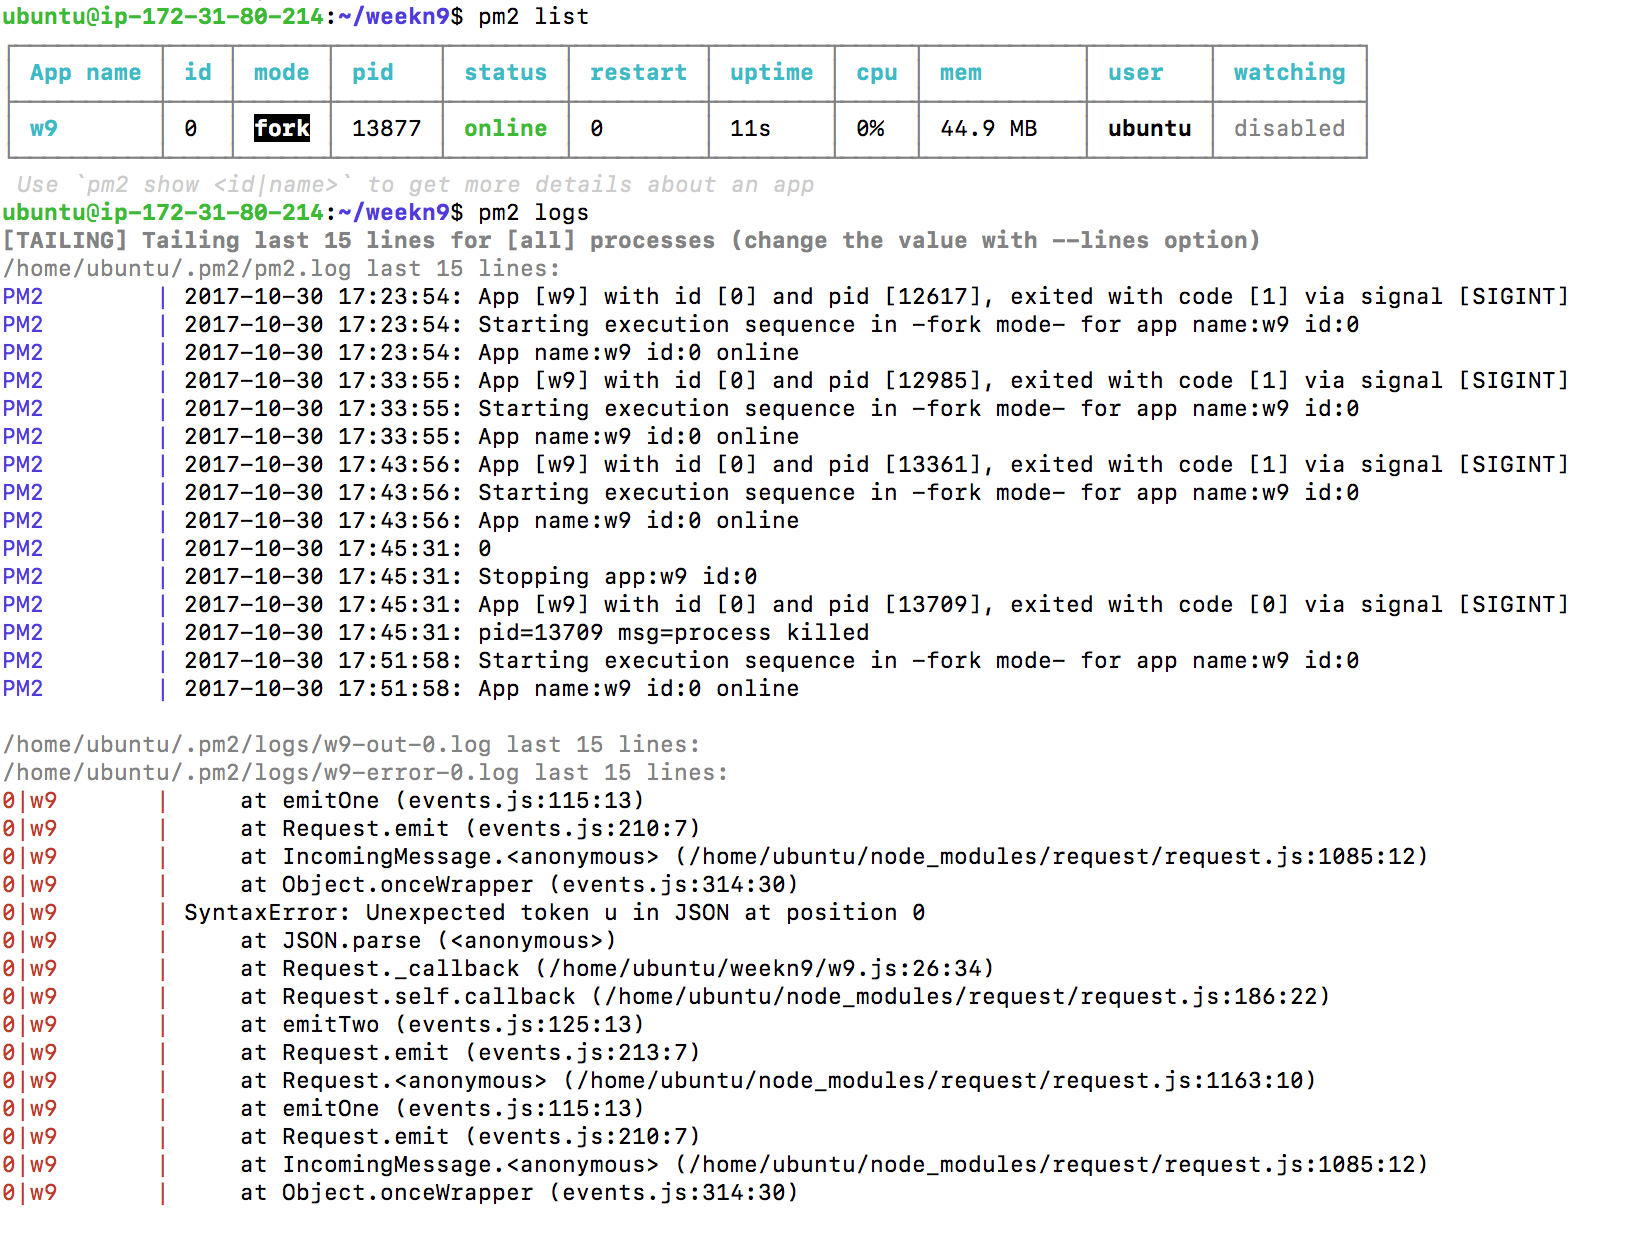 ubuntu@ip-172-31-80-214:~/weekn9$ pm2 list
App name id mode pid status restart uptime cpu mem user watching
w9 0 fork 13877 online 0 11s 0% 44.9 MB ubuntu disabled
Use `pm2 show <id|name>` to get more details about an app
ubuntu@ip-172-31-80-214:~/weekn9$ pm2 logs
[TAILING] Tailing last 15 lines for [all] processes (change the value with --lines option)
/home/ubuntu/.pm2/pm2.log last 15 lines:
PM2 | 2017-10-30 17:23:54: App [w9] with id [0] and pid [12617], exited with code [1] via signal [SIGINT]
PM2 | 2017-10-30 17:23:54: Starting execution sequence in -fork mode- for app name:w9 id:0
PM2 | 2017-10-30 17:23:54: App name:w9 id:0 online
PM2 | 2017-10-30 17:33:55: App [w9] with id [0] and pid [12985], exited with code [1] via signal [SIGINT]
PM2 | 2017-10-30 17:33:55: Starting execution sequence in -fork mode- for app name:w9 id:0
PM2 | 2017-10-30 17:33:55: App name:w9 id:0 online
PM2 | 2017-10-30 17:43:56: App [w9] with id [0] and pid [13361], exited with code [1] via signal [SIGINT]
PM2 | 2017-10-30 17:43:56: Starting execution sequence in -fork mode- for app name:w9 id:0
PM2 | 2017-10-30 17:43:56: App name:w9 id:0 online
PM2 | 2017-10-30 17:45:31: 0
PM2 | 2017-10-30 17:45:31: Stopping app:w9 id:0
PM2 | 2017-10-30 17:45:31: App [w9] with id [0] and pid [13709], exited with code [0] via signal [SIGINT]
PM2 | 2017-10-30 17:45:31: pid=13709 msg=process killed
PM2 | 2017-10-30 17:51:58: Starting execution sequence in -fork mode- for app name:w9 id:0
PM2 | 2017-10-30 17:51:58: App name:w9 id:0 online
/home/ubuntu/.pm2/logs/w9-out-0.log last 15 lines:
/home/ubuntu/.pm2/logs/w9-error-0.log last 15 lines:
0|w9 | at emitOne (events.js:115:13)
0|w9 | at Request.emit (events.js:210:7)
0|w9 | at IncomingMessage.<anonymous> (/home/ubuntu/node_modules/request/request.js:1085:12)
0|w9 | at Object.onceWrapper (events.js:314:30)
0|w9 | SyntaxError: Unexpected token u in JSON at position 0
0|w9 | at JSON.parse (<anonymous>)
0|w9 | at Request._callback (/home/ubuntu/weekn9/w9.js:26:34)
0|w9 | at Request.self.callback (/home/ubuntu/node_modules/request/request.js:186:22)
0|w9 | at emitTwo (events.js:125:13)
0|w9 | at Request.emit (events.js:213:7)
0|w9 | at Request.<anonymous> (/home/ubuntu/node_modules/request/request.js:1163:10)
0|w9 | at emitOne (events.js:115:13)
0|w9 | at Request.emit (events.js:210:7)
0|w9 | at IncomingMessage.<anonymous> (/home/ubuntu/node_modules/request/request.js:1085:12)
0|w9 | at Object.onceWrapper (events.js:314:30)